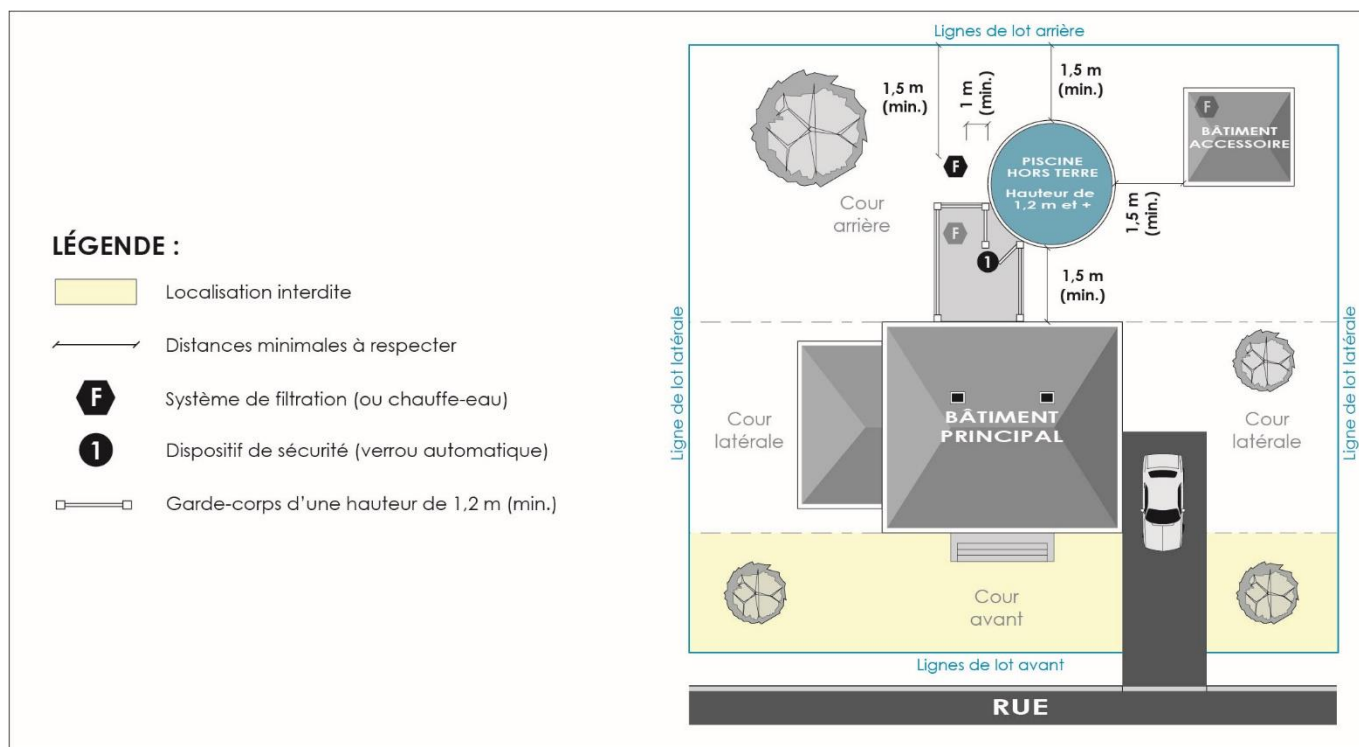 LÉGENDE :
Localisation interdite
Distances minimales à respecter
F
Système de filtration (ou chauffe-eau)
1
Dispositif de sécurité (verrou automatique)
Garde-corps d'une hauteur de 1,2 m (min.)
Lignes de lot arrière
1,5 m
(min.)
1 m
(min.)
1,5 m
(min.)
F
BÂTIMENT
ACCESSOIRE
F
PISCINE
HORS TERRE
Hauteur de
1,2 m et +
1,5 m
(min.)
Cour
arrière
F
1
1,5 m
(min.)
Ligne de lot latérale
Ligne de lot latérale
Cour
latérale
BÂTIMENT
PRINCIPAL
Cour
latérale
Cour
avant
Lignes de lot avant
RUE